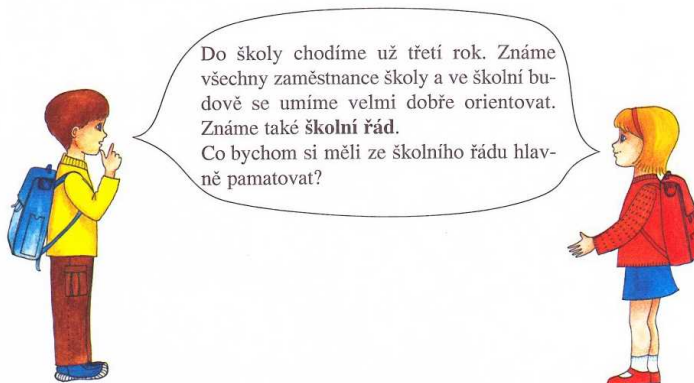 Do školy chodíme už třetí rok. Známe
všechny zaměstnance školy a ve školní bu-
dově se umíme velmi dobře orientovat.
Známe také školní řád.
Co bychom si měli ze školního řádu hlav-
ně pamatovat?